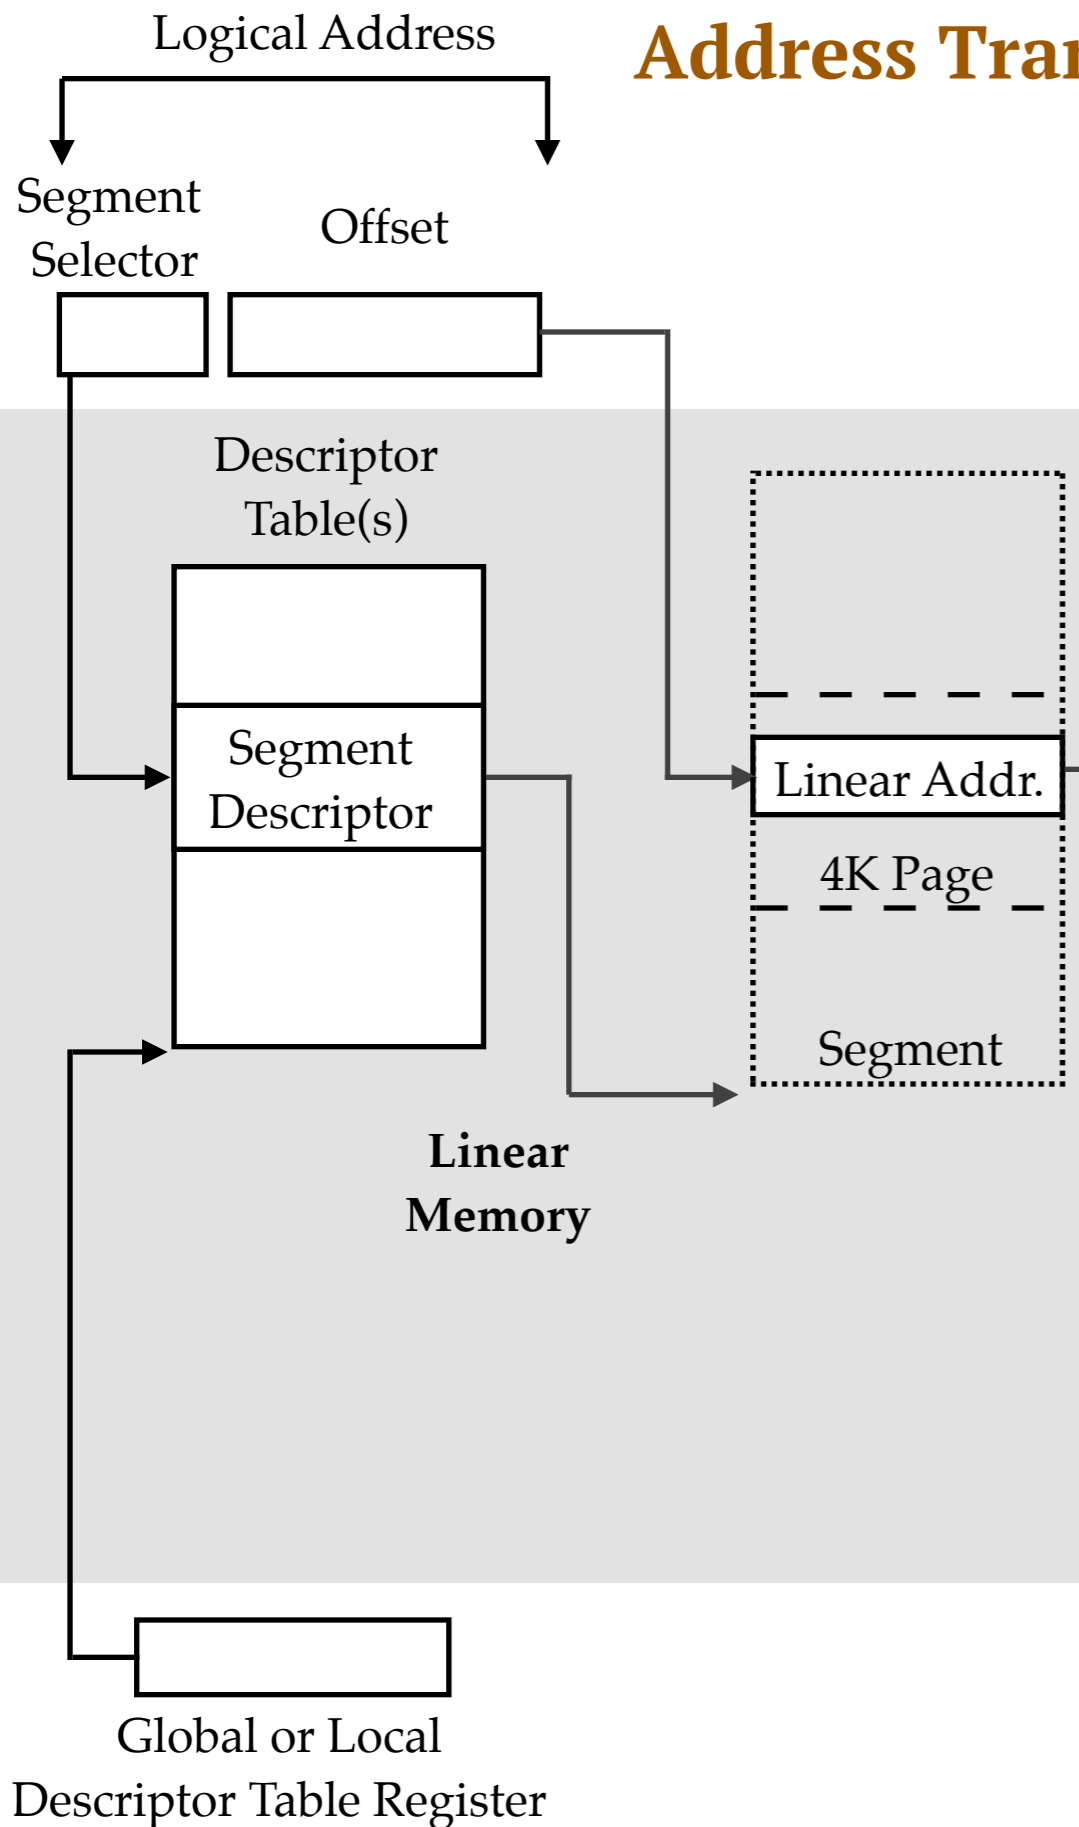 Logical Address
Address Tran
Segment
Selector
Offset
Descriptor
Table(s)
Segment
Descriptor
Linear Addr.
4K Page
Segment
Linear
Memory
Global or Local
Descriptor Table Register